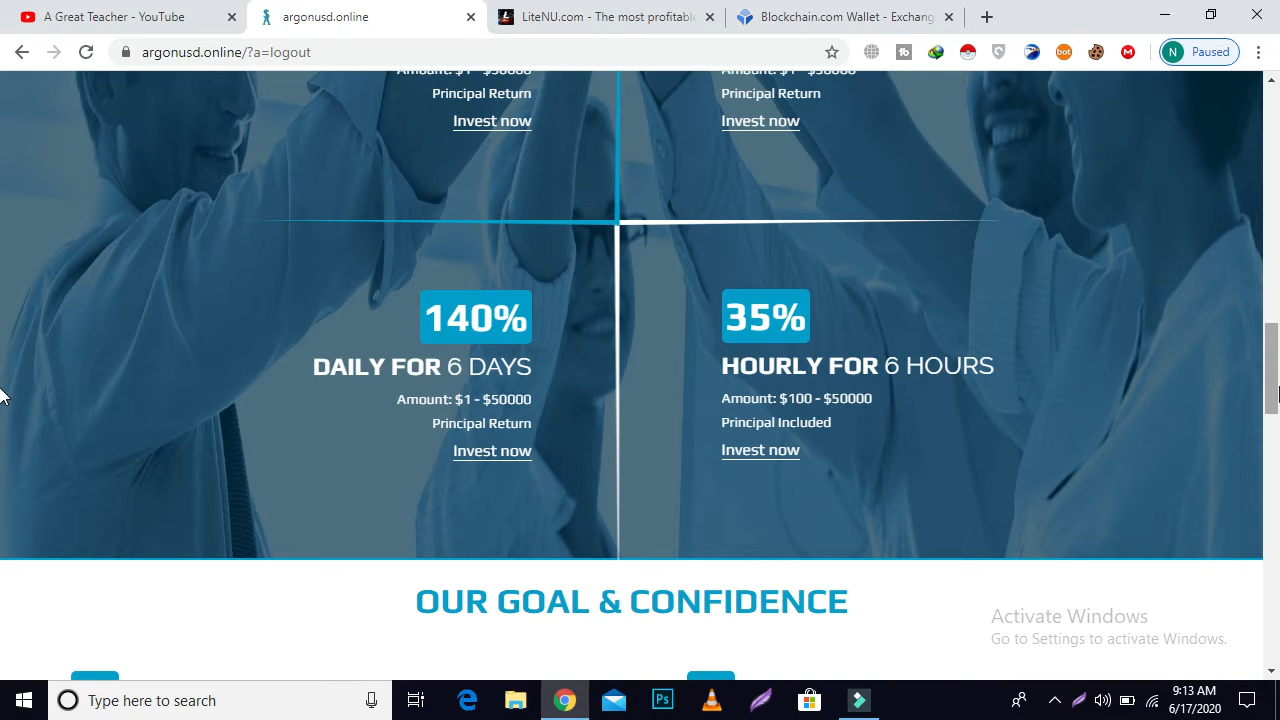 A Great Teacher - YouTube
argonusd.online
LiteNU.com - The most profitable
Blockchain.com Wallet - Exchang
argonusd.online/?a=logout
N Paused
Principal Return
Principal Return
Invest now
Invest now
140%
35%
DAILY FOR 6 DAYS
HOURLY FOR 6 HOURS
Amount: $1 - $50000
Amount: $100 - $50000
Principal Return
Principal Included
Invest now
Invest now
OUR GOAL & CONFIDENCE
Activate Windows
Go to Settings to activate Windows.
Type here to search
9:13 AM
6/17/2020